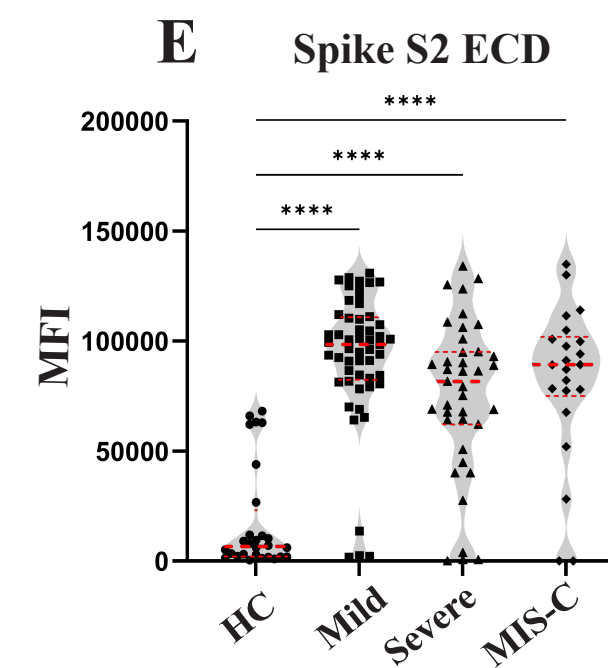 E Spike S2 ECD
****
200000
****
150000
****
MFI
100000
50000
0
HC Mild Severe MIS-C